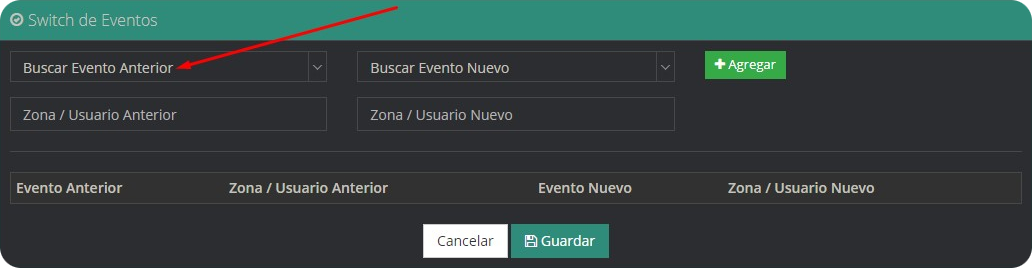 Switch de Eventos
Buscar Evento Anterior
Buscar Evento Nuevo
Agregar
Zona / Usuario Anterior
Zona / Usuario Nuevo
Evento Anterior
Zona / Usuario Anterior
Evento Nuevo
Zona / Usuario Nuevo
Cancelar
Guardar